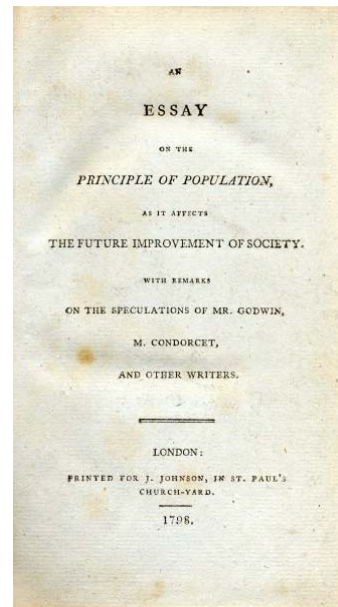 AN
ESSAY
ON THE
PRINCIPLE OF POPULATION,
AS IT AFFECTS
THE FUTURE IMPROVEMENT OF SOCIETY.
WITH REMARKS
ON THE SPECULATIONS OF MR. GODWIN,
M. CONDORCET,
AND OTHER WRITERS.
LONDON:
PRINTED FOR J. JOHNSON, IN ST. PAUL'S
CHURCH-YARD.
1798.